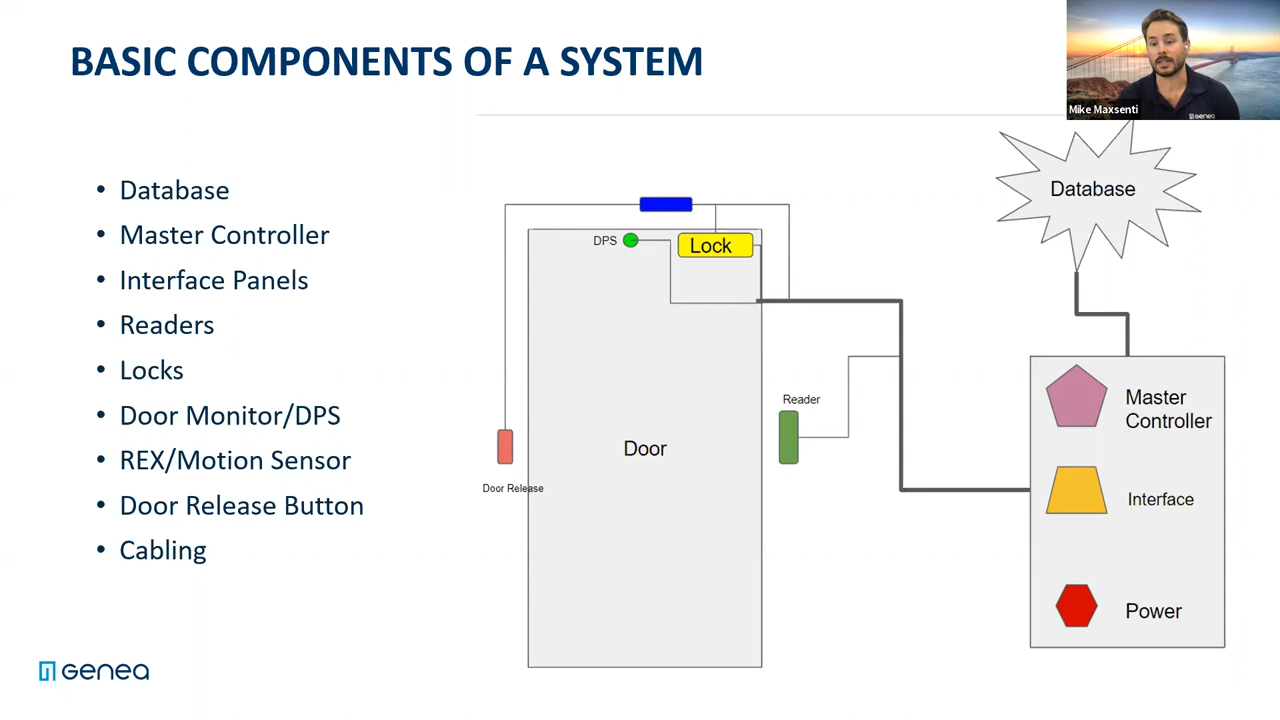 BASIC COMPONENTS OF A SYSTEM
Mike Maxsenti
genea
• Database
• Master Controller
• Interface Panels
• Readers
• Locks
• Door Monitor/DPS
• REX/Motion Sensor
• Door Release Button
• Cabling
DPS
Lock
Reader
Door
Door Release
Database
Master
Controller
Interface
Power
genea